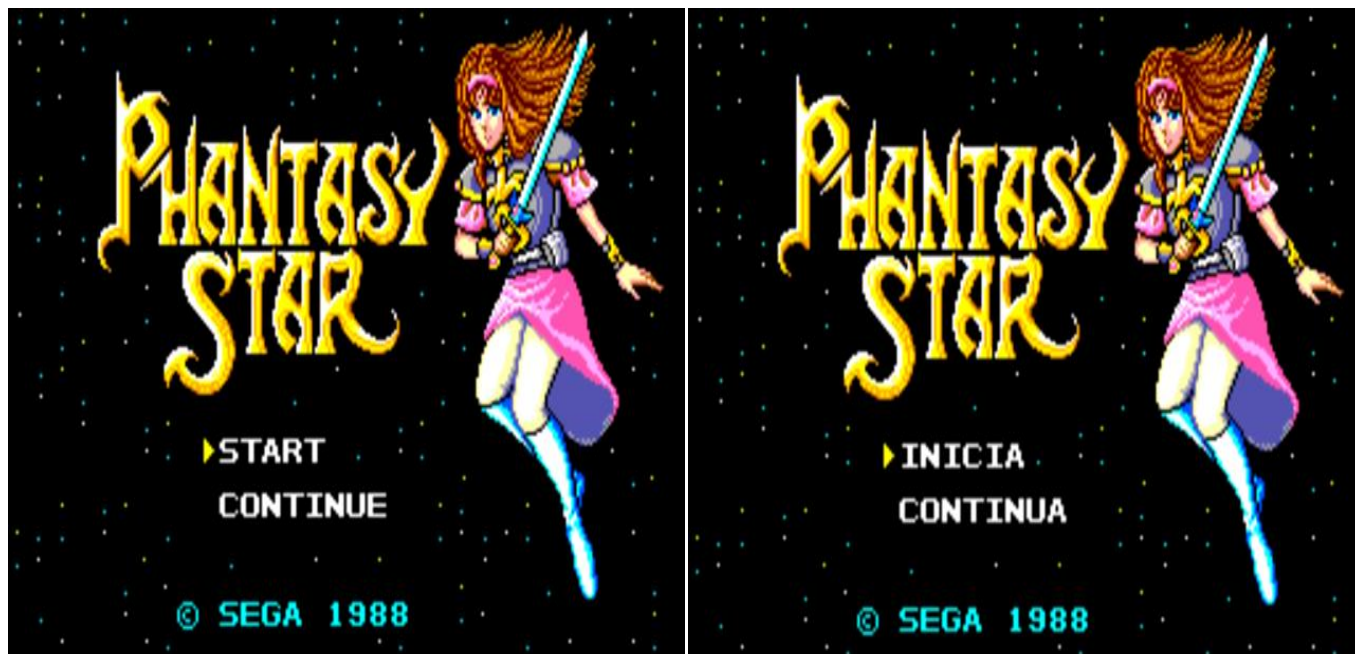 PHANTASY
STAR
START
CONTINUE
© SEGA 1988
PHANTASY
STAR
INICIA
CONTINUA
© SEGA 1988